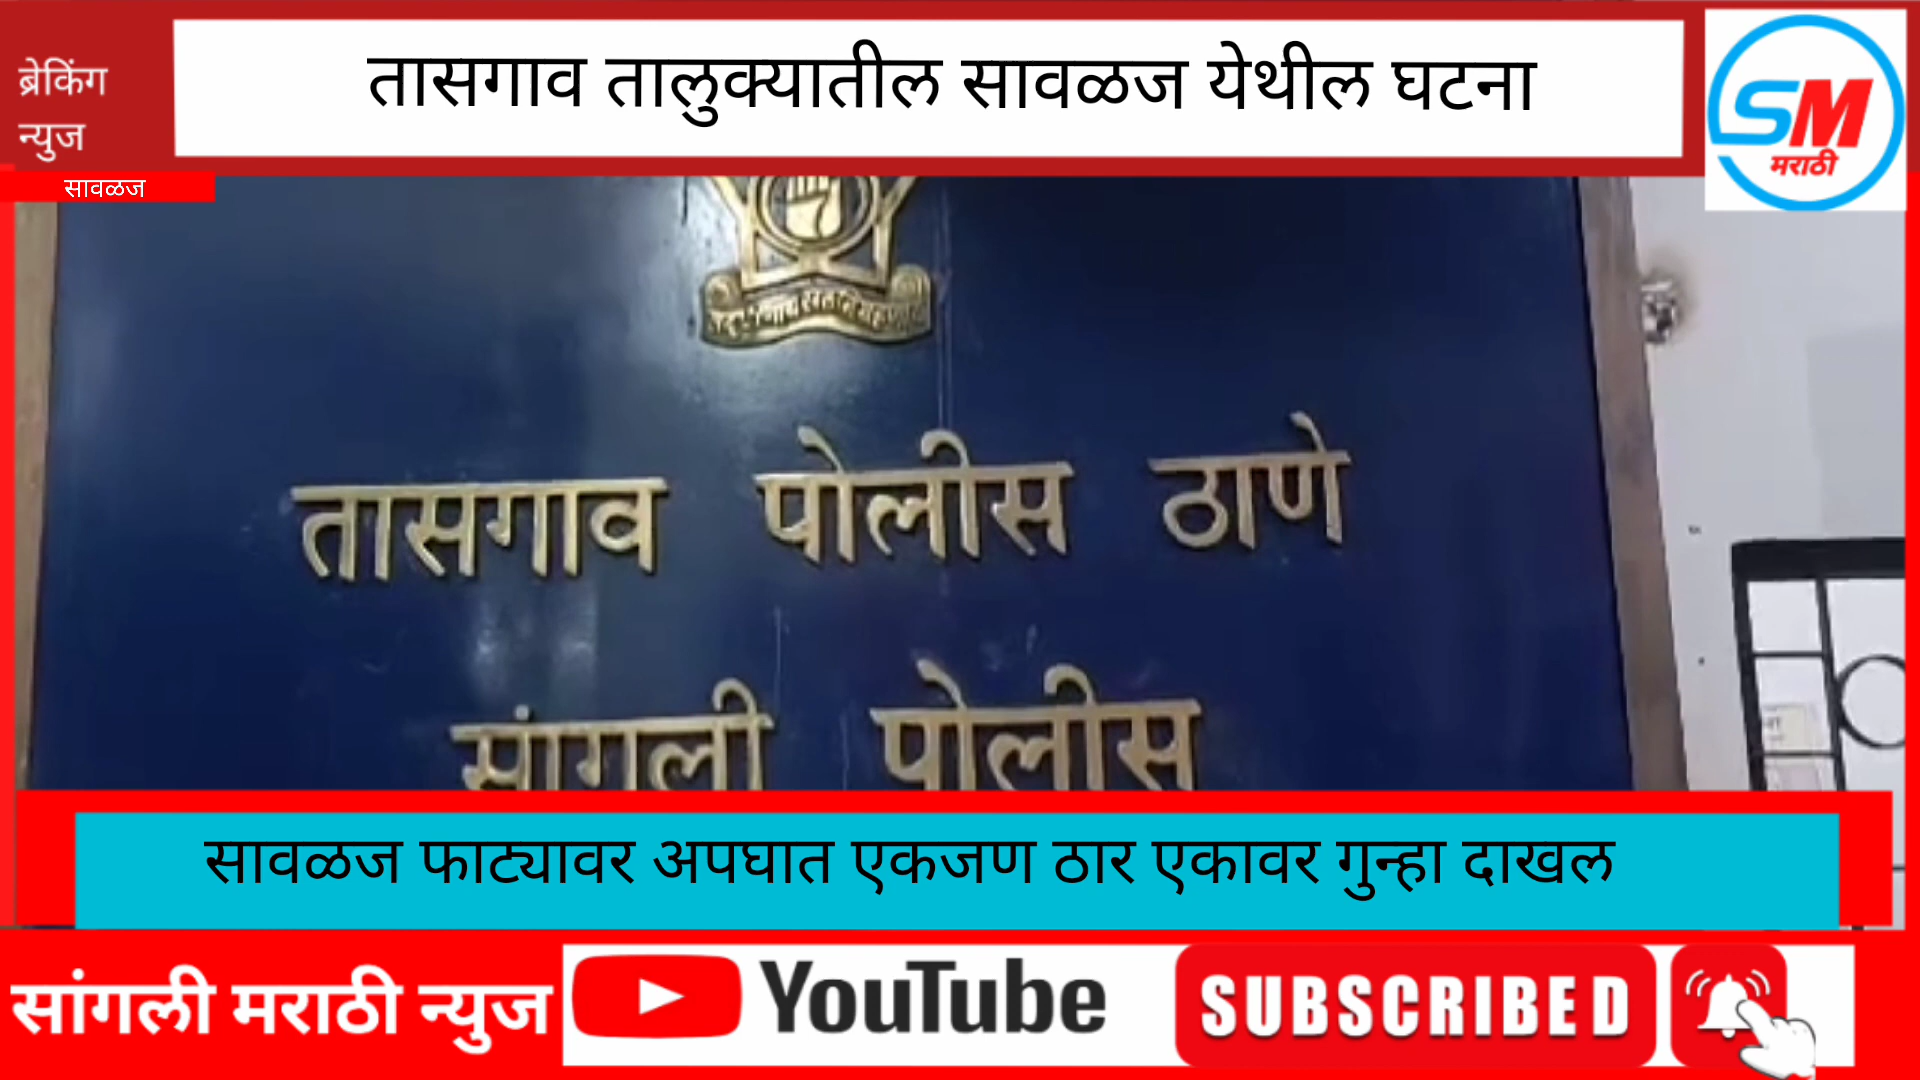 ब्रेकिंग
न्युज
तासगाव तालुक्यातील सावळज येथील घटना
SM
मराठी
सावळज
तासगाव पोलीस ठाणे
सांगली पोलीस
सावळज फाट्यावर अपघात एकजण ठार एकावर गुन्हा दाखल
सांगली मराठी न्युज
YouTube
SUBSCRIBED